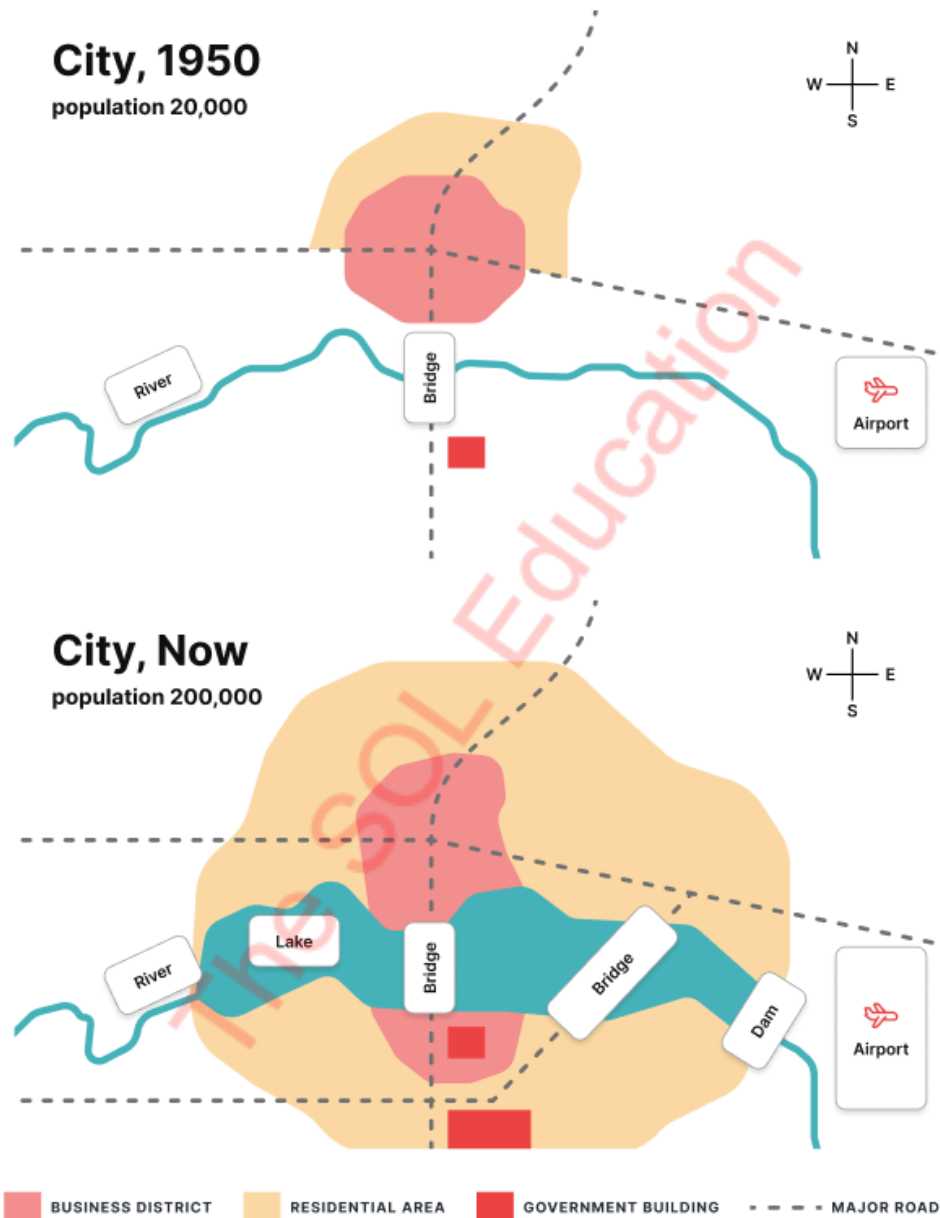 City, 1950
population 20,000
N
W E
S
River
Bridge
Airport
The SOL Education
City, Now
population 200,000
N
W E
S
Lake
River
Bridge
Bridge
Dam
Airport
BUSINESS DISTRICT RESIDENTIAL AREA GOVERNMENT BUILDING MAJOR ROAD